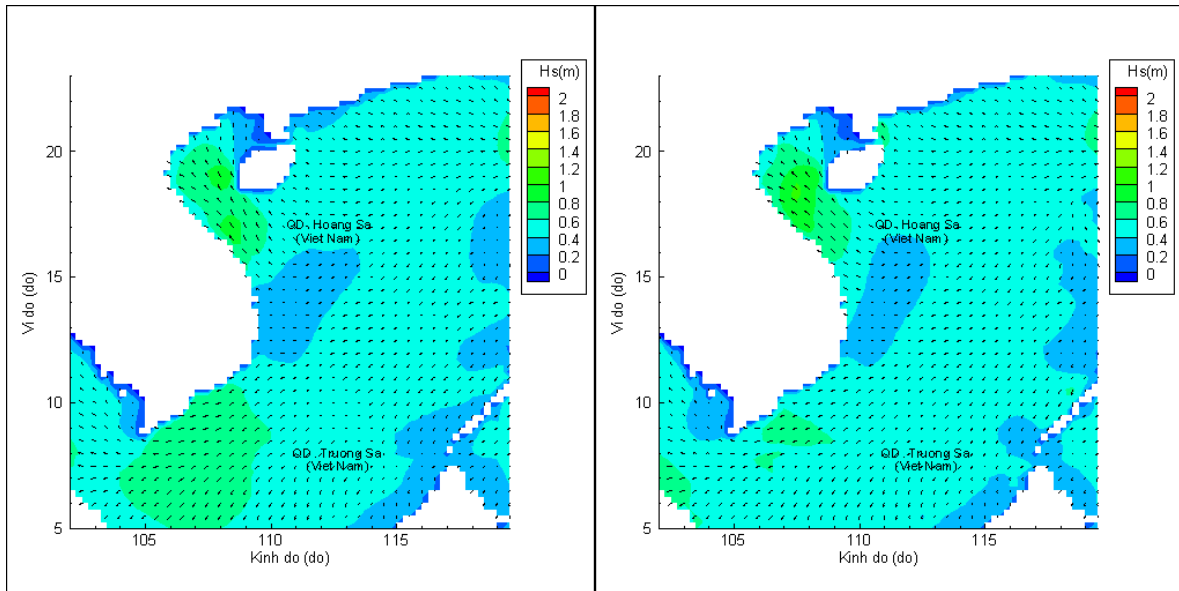 Hs(m)
2
1.8
1.6
1.4
1.2
1
0.8
0.6
0.4
0.2
0
20
15
10
5
Vi do (do)
QD. Hoang Sa
(Viet Nam)
QD. Truong Sa
(Viet Nam)
105
110
115
Kinh do (do)
Hs(m)
2
1.8
1.6
1.4
1.2
1
0.8
0.6
0.4
0.2
0
20
15
10
5
Vi do (do)
QD. Hoang Sa
(Viet Nam)
QD. Truong Sa
(Viet Nam)
105
110
115
Kinh do (do)